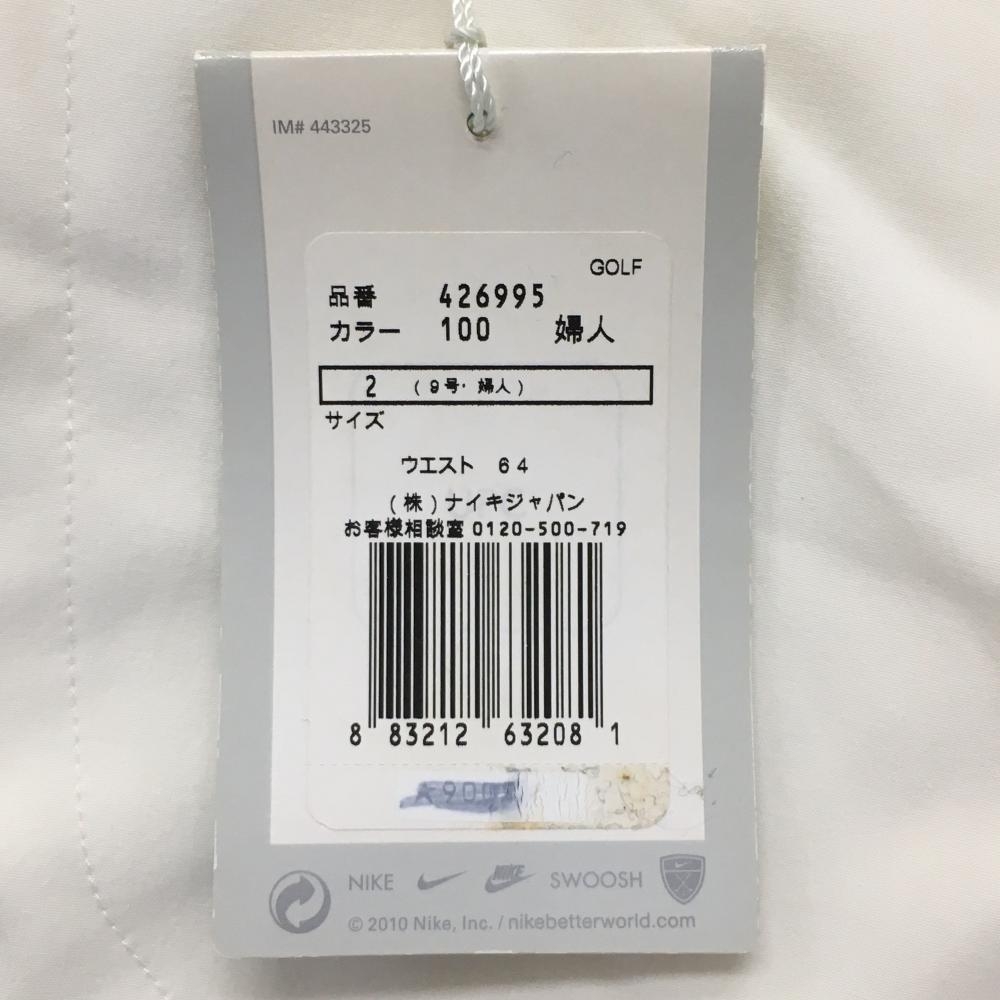 IM# 443325
GOLF
品番 426995
カラー 100 婦人
2 (9号・婦人)
サイズ
ウエスト 64
(株)ナイキジャパン
お客様相談室 0120-500-719
8 83212 63208 1
NIKE NIKE SWOOSH
© 2010 Nike, Inc. / nikebetterworld.com